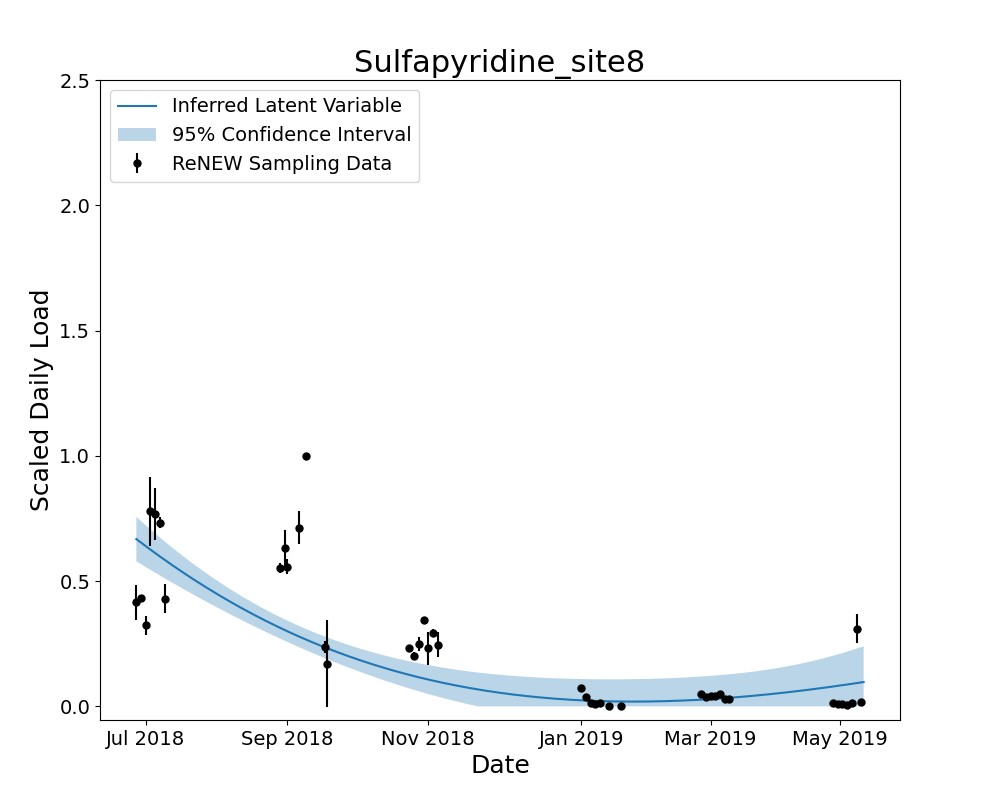 Sulfapyridine_site8
Inferred Latent Variable
95% Confidence Interval
ReNEW Sampling Data
Scaled Daily Load
2.5
2.0
1.5
1.0
0.5
0.0
Jul 2018 Sep 2018 Nov 2018 Jan 2019 Mar 2019 May 2019
Date